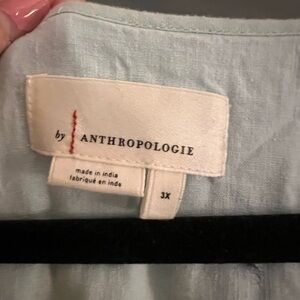 by ANTHROPOLOGIE
made in india
fabriqué en inde
3X